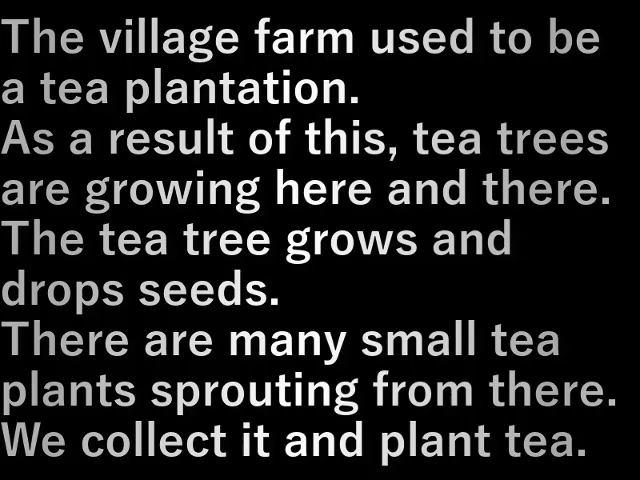 The village farm used to be
a tea plantation.
As a result of this, tea trees
are growing here and there.
The tea tree grows and
drops seeds.
There are many small tea
plants sprouting from there.
We collect it and plant tea.